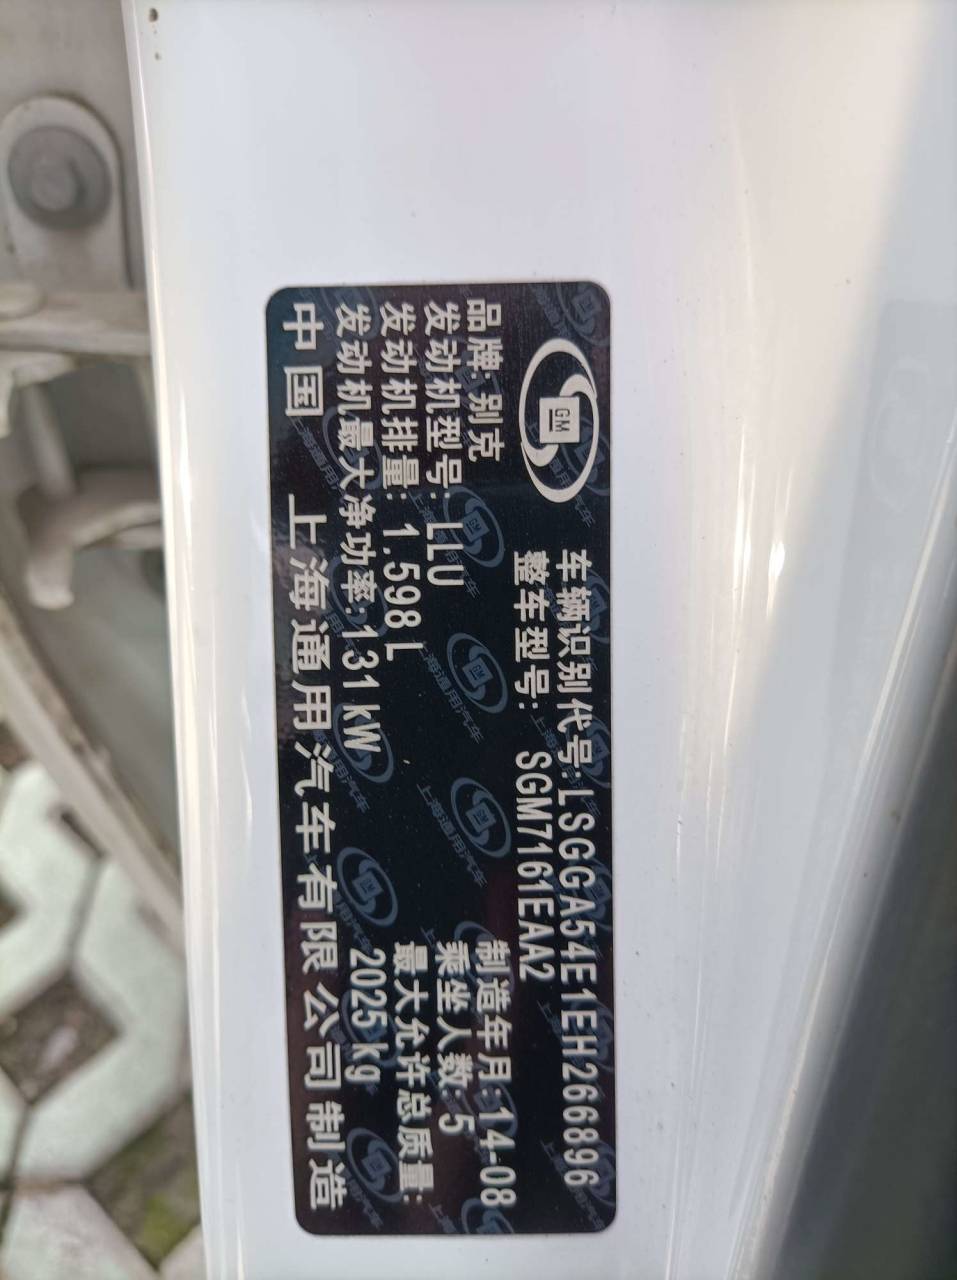 GM
车辆识别代号:LSGGA54E1EH266896
整车型号: SGM7161EAA2
品牌:别克
制造年月:14-08
发动机型号:LLU
乘坐人数:5
发动机排量:1.598L
最大允许总质量:
发动机最大净功率:131kW
2025kg
中国 上海通用汽车有限公司制造